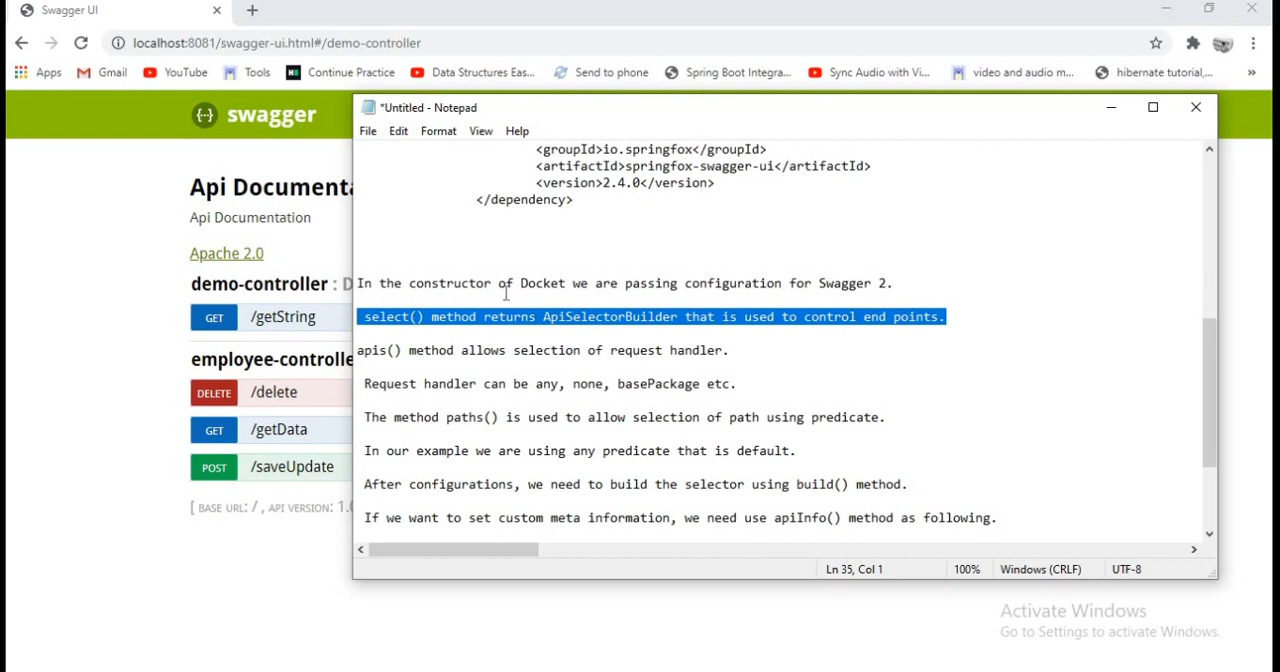 Swagger UI
localhost:8081/swagger-ui.html#/demo-controller
Apps Gmail YouTube Tools Continue Practice Data Structures Eas... Send to phone Spring Boot Integra... Sync Audio with Vi... video and audio m... hibernate tutorial,... »
{···} swagger
Api Documenta
Api Documentation
Apache 2.0
demo-controller : D
GET /getString
employee-controlle
DELETE /delete
GET /getData
POST /saveUpdate
[ BASE URL: / , API VERSION: 1.0
*Untitled - Notepad
File Edit Format View Help
<groupId>io.springfox</groupId>
<artifactId>springfox-swagger-ui</artifactId>
<version>2.4.0</version>
</dependency>
In the constructor of Docket we are passing configuration for Swagger 2.
select() method returns ApiSelectorBuilder that is used to control end points.
apis() method allows selection of request handler.
Request handler can be any, none, basePackage etc.
The method paths() is used to allow selection of path using predicate.
In our example we are using any predicate that is default.
After configurations, we need to build the selector using build() method.
If we want to set custom meta information, we need use apiInfo() method as following.
Ln 35, Col 1 100% Windows (CRLF) UTF-8
Activate Windows
Go to Settings to activate Windows.